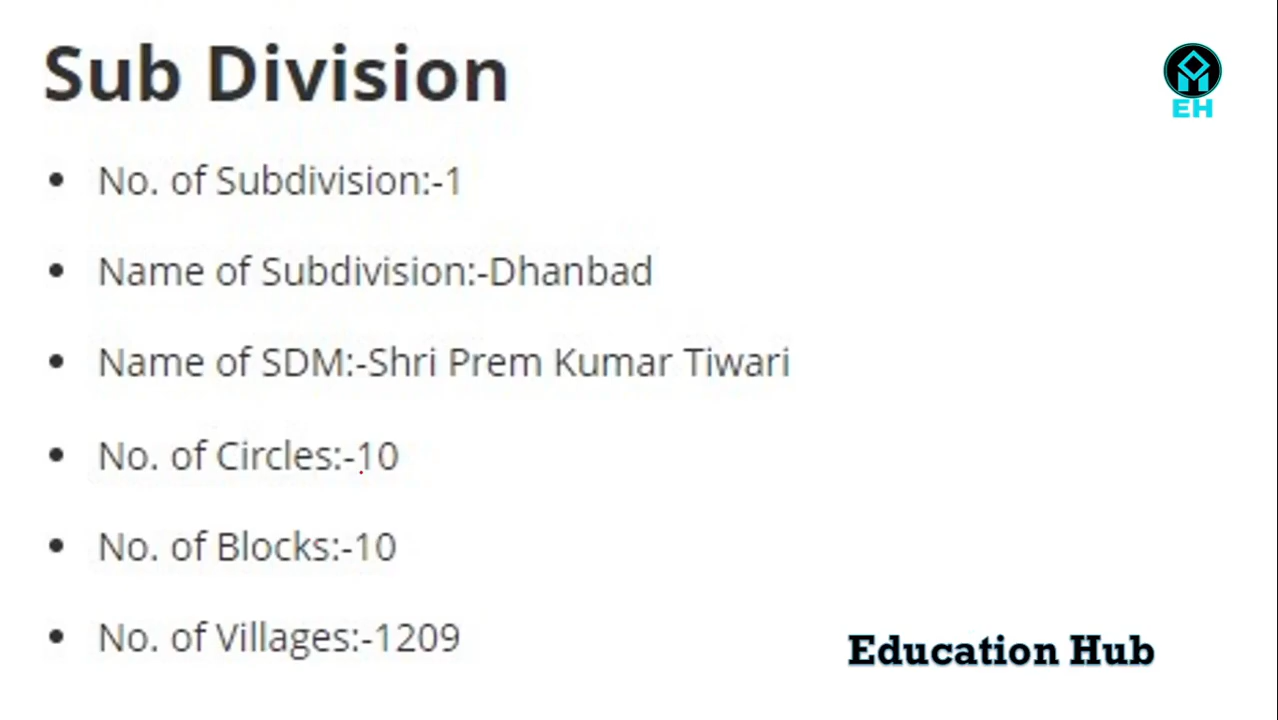 Sub Division
EH
• No. of Subdivision:-1
• Name of Subdivision:-Dhanbad
• Name of SDM:-Shri Prem Kumar Tiwari
• No. of Circles:-10
• No. of Blocks:-10
• No. of Villages:-1209
Education Hub